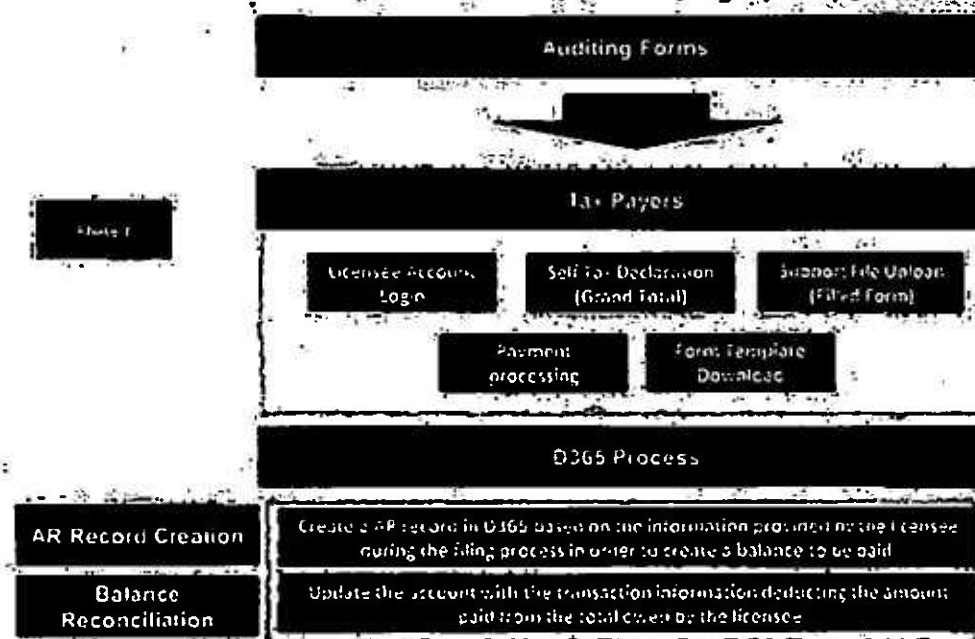 Auditing Forms
Tax Payers
Phase I
Licensee Account
Login
Self Tax Declaration
(Grand Total)
Support File Upload
(Filled Form)
Payment
processing
Form Template
Download
D365 Process
AR Record Creation
Create a AR record in D365 based on the information provided by the licensee
during the filing process in order to create a balance to be paid
Balance
Reconciliation
Update the account with the transaction information deducting the amount
paid from the total owed by the licensee